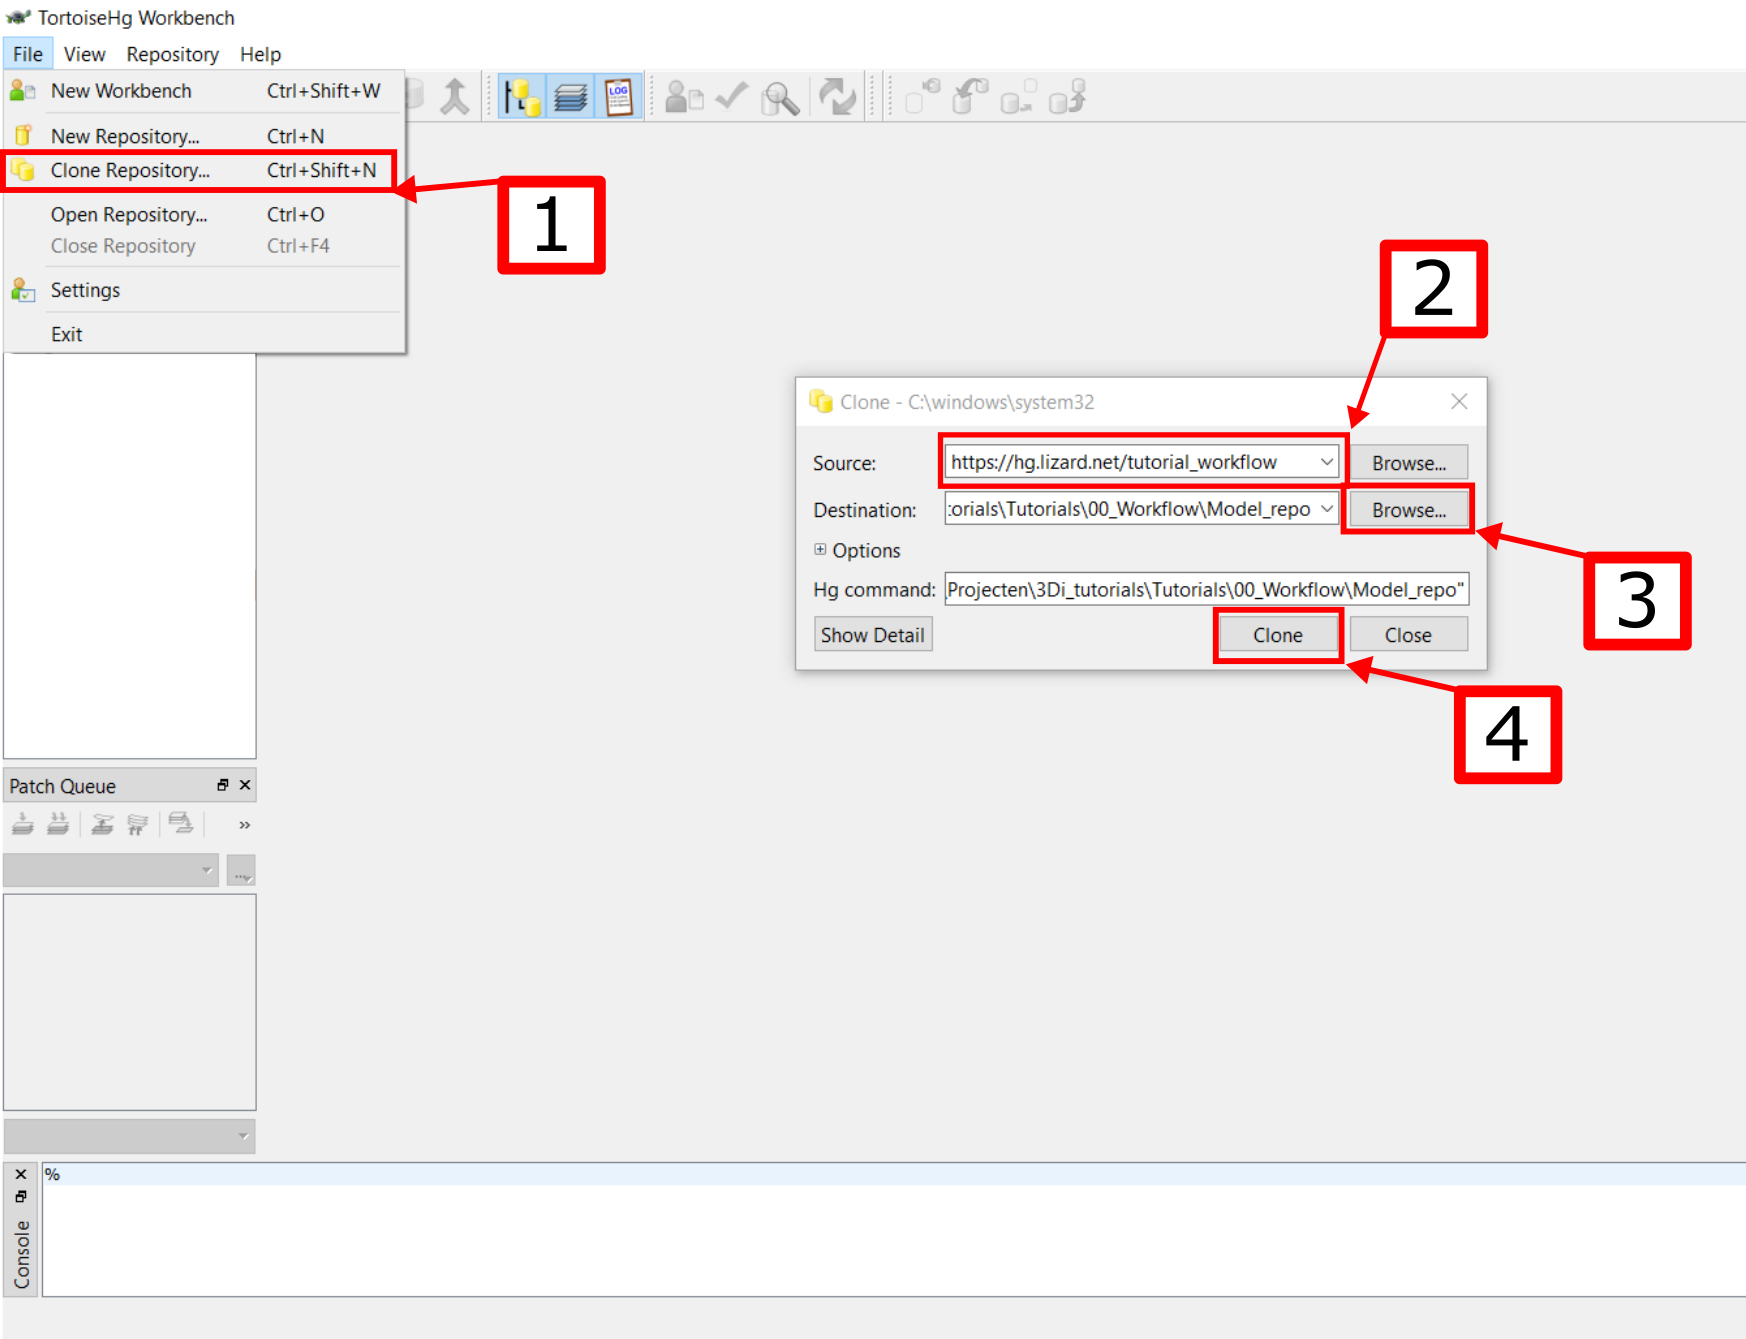 TortoiseHg Workbench
File View Repository Help
New Workbench Ctrl+Shift+W
New Repository... Ctrl+N
Clone Repository... Ctrl+Shift+N
Open Repository... Ctrl+O
Close Repository Ctrl+F4
Settings
Exit
LOG
1
2
Clone - C:\windows\system32
Source: https://hg.lizard.net/tutorial_workflow Browse...
Destination: :orials\Tutorials\00_Workflow\Model_repo Browse...
Options
Hg command: Projecten\3Di_tutorials\Tutorials\00_Workflow\Model_repo"
Show Detail Clone Close
3
4
Patch Queue
»
...
%
Console